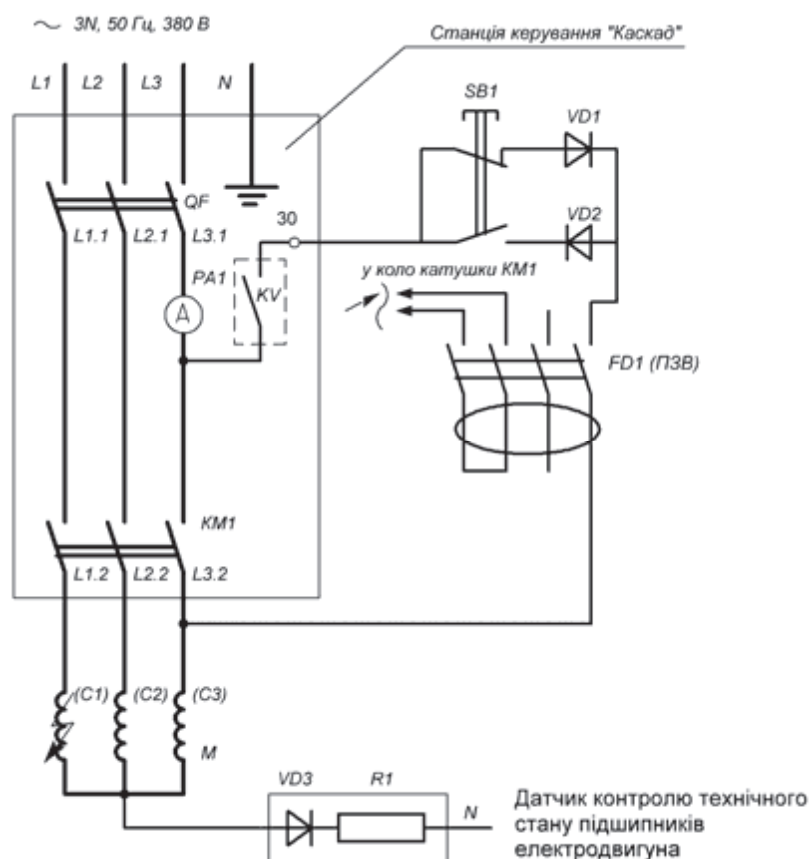 ~ 3N, 50 Гц, 380 В
Станція керування "Каскад"
L1 L2 L3 N
SB1
VD1
QF
VD2
30
L1.1 L2.1 L3.1
у коло катушки КМ1
PA1
KV
A
FD1 (ПЗВ)
КМ1
L1.2 L2.2 L3.2
(C1) (C2) (C3)
М
VD3 R1
N
Датчик контролю технічного
стану підшипників
електродвигуна